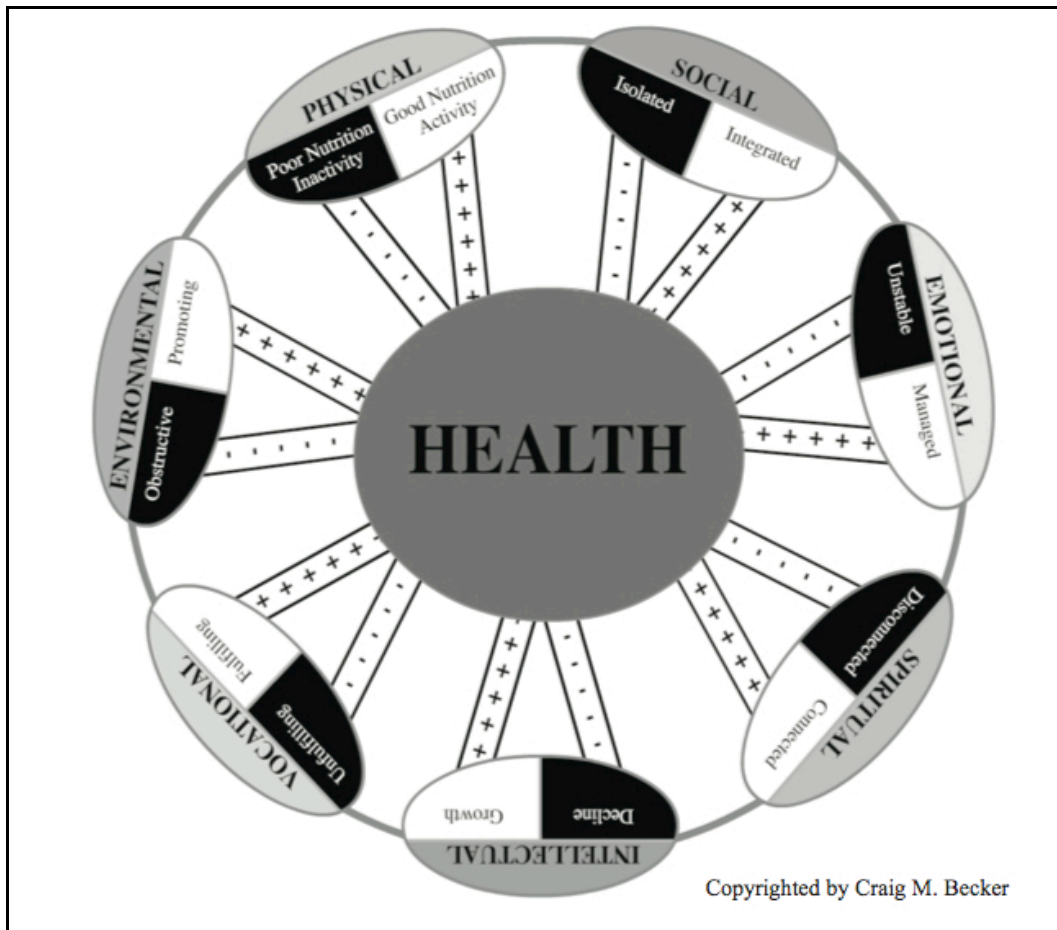 PHYSICAL
Good Nutrition
Activity
Poor Nutrition
Inactivity
SOCIAL
Isolated
Integrated
EMOTIONAL
Unstable
Managed
SPIRITUAL
Disconnected
Connected
INTELLECTUAL
Decline
Growth
VOCATIONAL
Unfulfilling
Fulfilling
ENVIRONMENTAL
Obstructive
Promoting
HEALTH
Copyrighted by Craig M. Becker